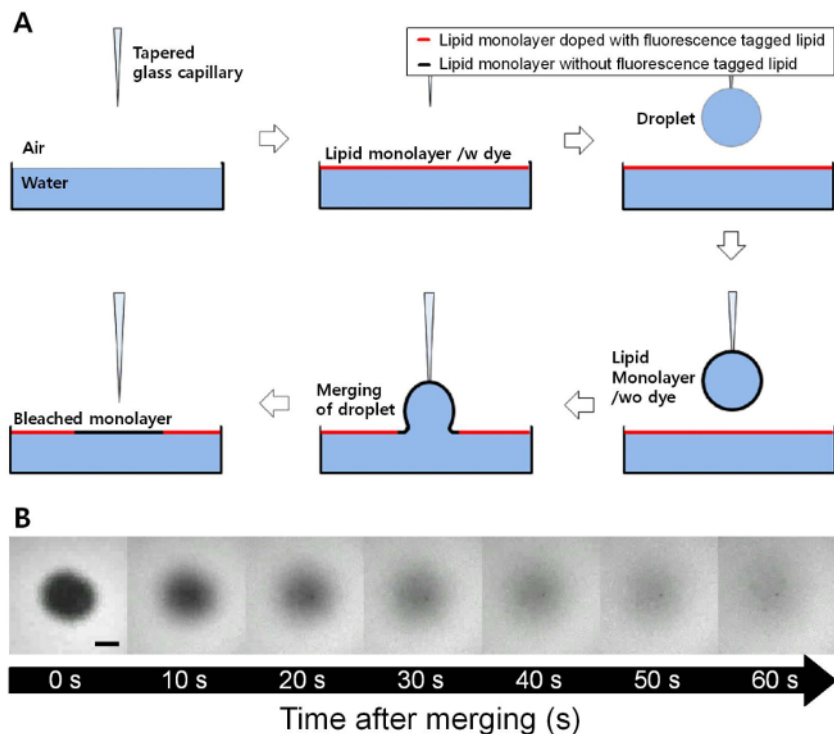 A
Tapered
glass capillary
Lipid monolayer doped with fluorescence tagged lipid
Lipid monolayer without fluorescence tagged lipid
Air
Water
Lipid monolayer /w dye
Droplet
Bleached monolayer
Merging
of droplet
Lipid
Monolayer
/wo dye
B
0 s 10 s 20 s 30 s 40 s 50 s 60 s
Time after merging (s)